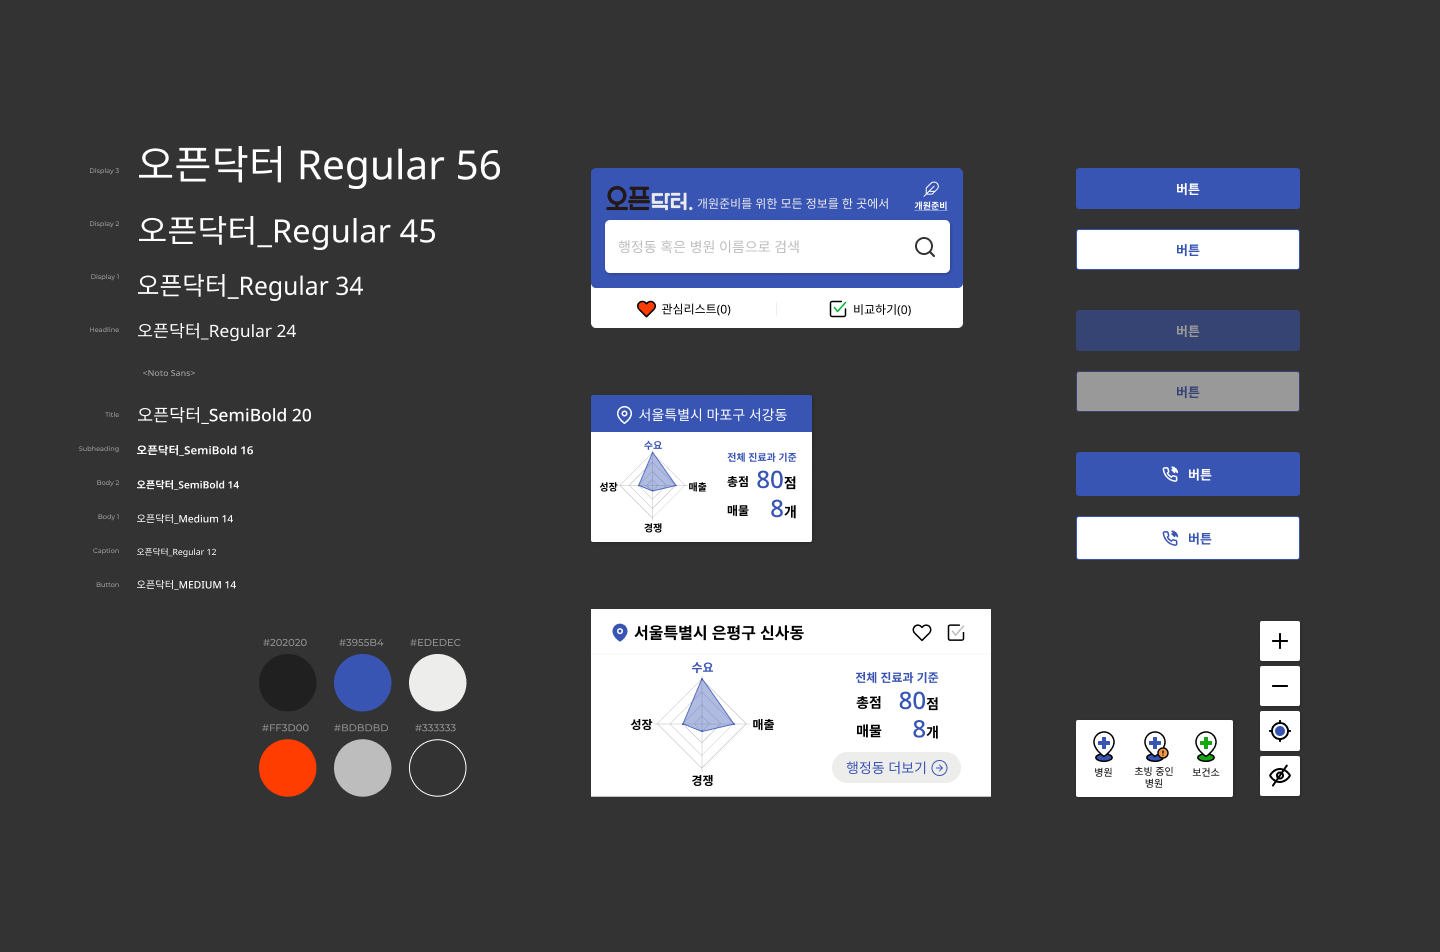 Display 3
오픈닥터 Regular 56
Display 2
오픈닥터_Regular 45
Display 1
오픈닥터_Regular 34
Headline
오픈닥터_Regular 24
<Noto Sans>
Title
오픈닥터_SemiBold 20
Subheading
오픈닥터_SemiBold 16
Body 2
오픈닥터_SemiBold 14
Body 1
오픈닥터_Medium 14
Caption
오픈닥터_Regular 12
Button
오픈닥터_MEDIUM 14
#202020
#3955B4
#EDEDEC
#FF3D00
#BDBDBD
#333333
오픈닥터. 개원준비를 위한 모든 정보를 한 곳에서
개원준비
행정동 혹은 병원 이름으로 검색
관심리스트(0)
비교하기(0)
서울특별시 마포구 서강동
수요
성장
매출
경쟁
전체 진료과 기준
총점 80점
매물 8개
서울특별시 은평구 신사동
수요
성장
매출
경쟁
전체 진료과 기준
총점 80점
매물 8개
행정동 더보기
버튼
버튼
버튼
버튼
버튼
버튼
병원
초빙 중인
병원
보건소